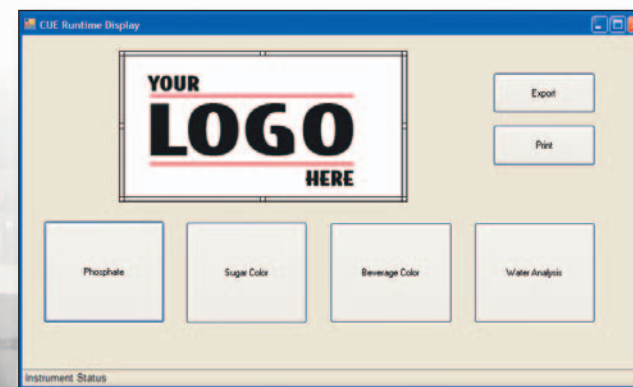 CUE Runtime Display
YOUR
LOGO
HERE
Export
Print
Phosphate
Sugar Color
Beverage Color
Water Analysis
Instrument Status